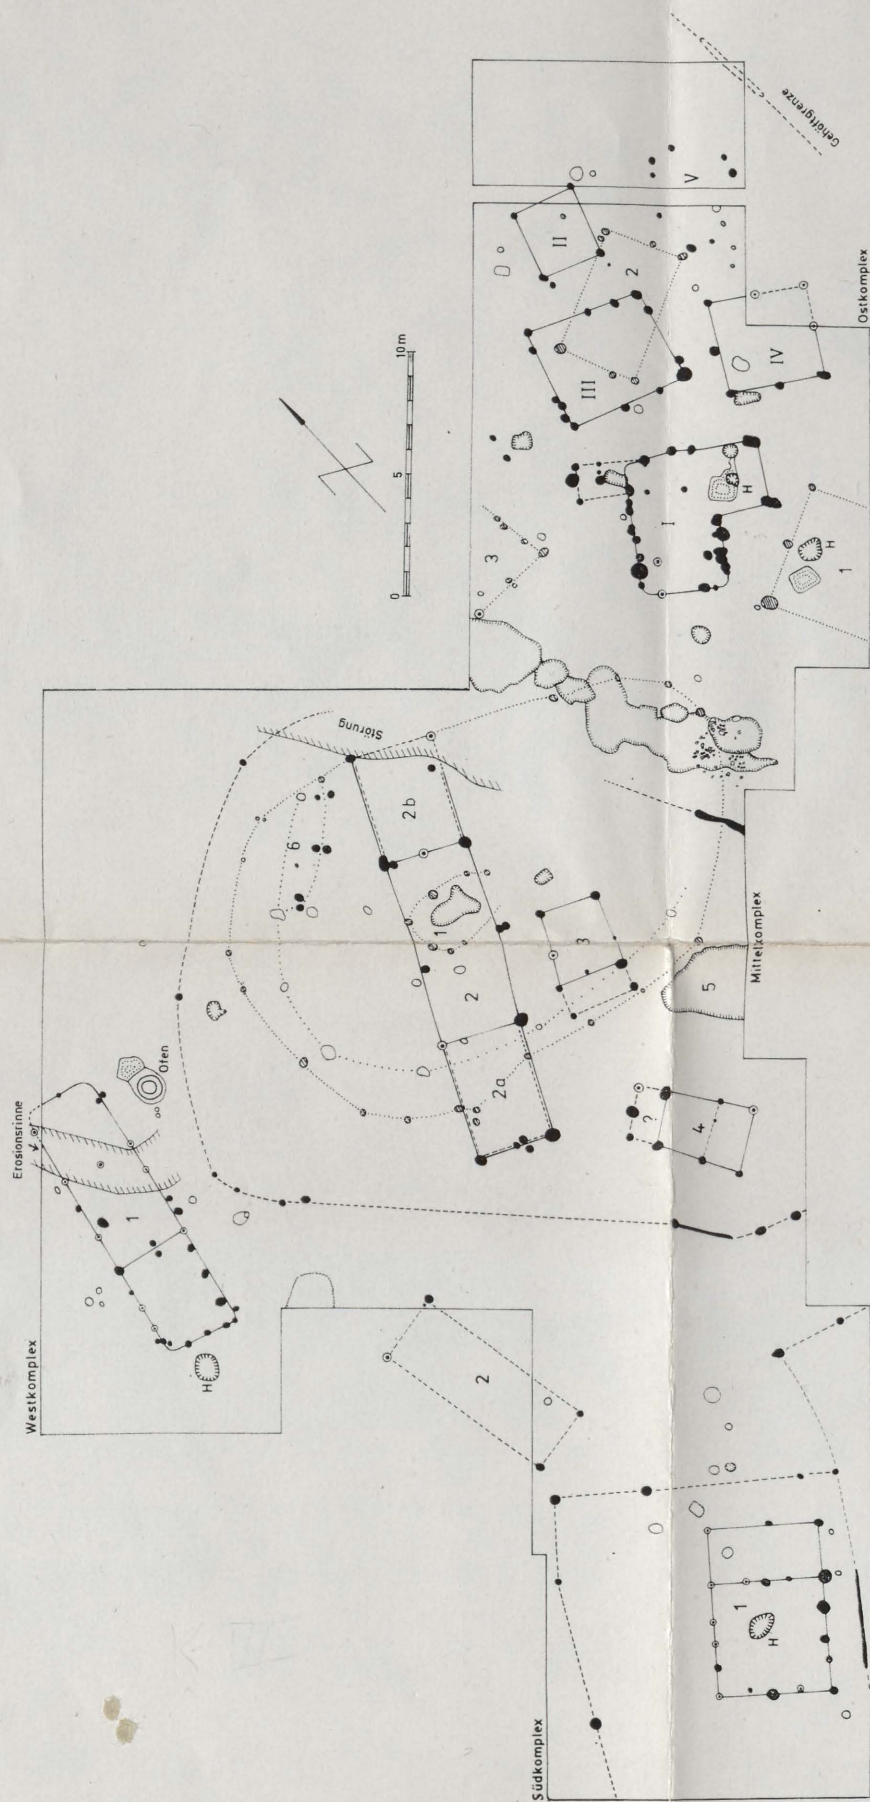 Westkomplex
Erosionsrinne
1
Ofen
H
2
Störung
6
2b
1
2
2a
3
5
4
?
Mittelkomplex
0
5
10m
3
I
H
H
1
II
2
III
IV
V
Gehöftgrenze
Ostkomplex
Südkomplex
1
H